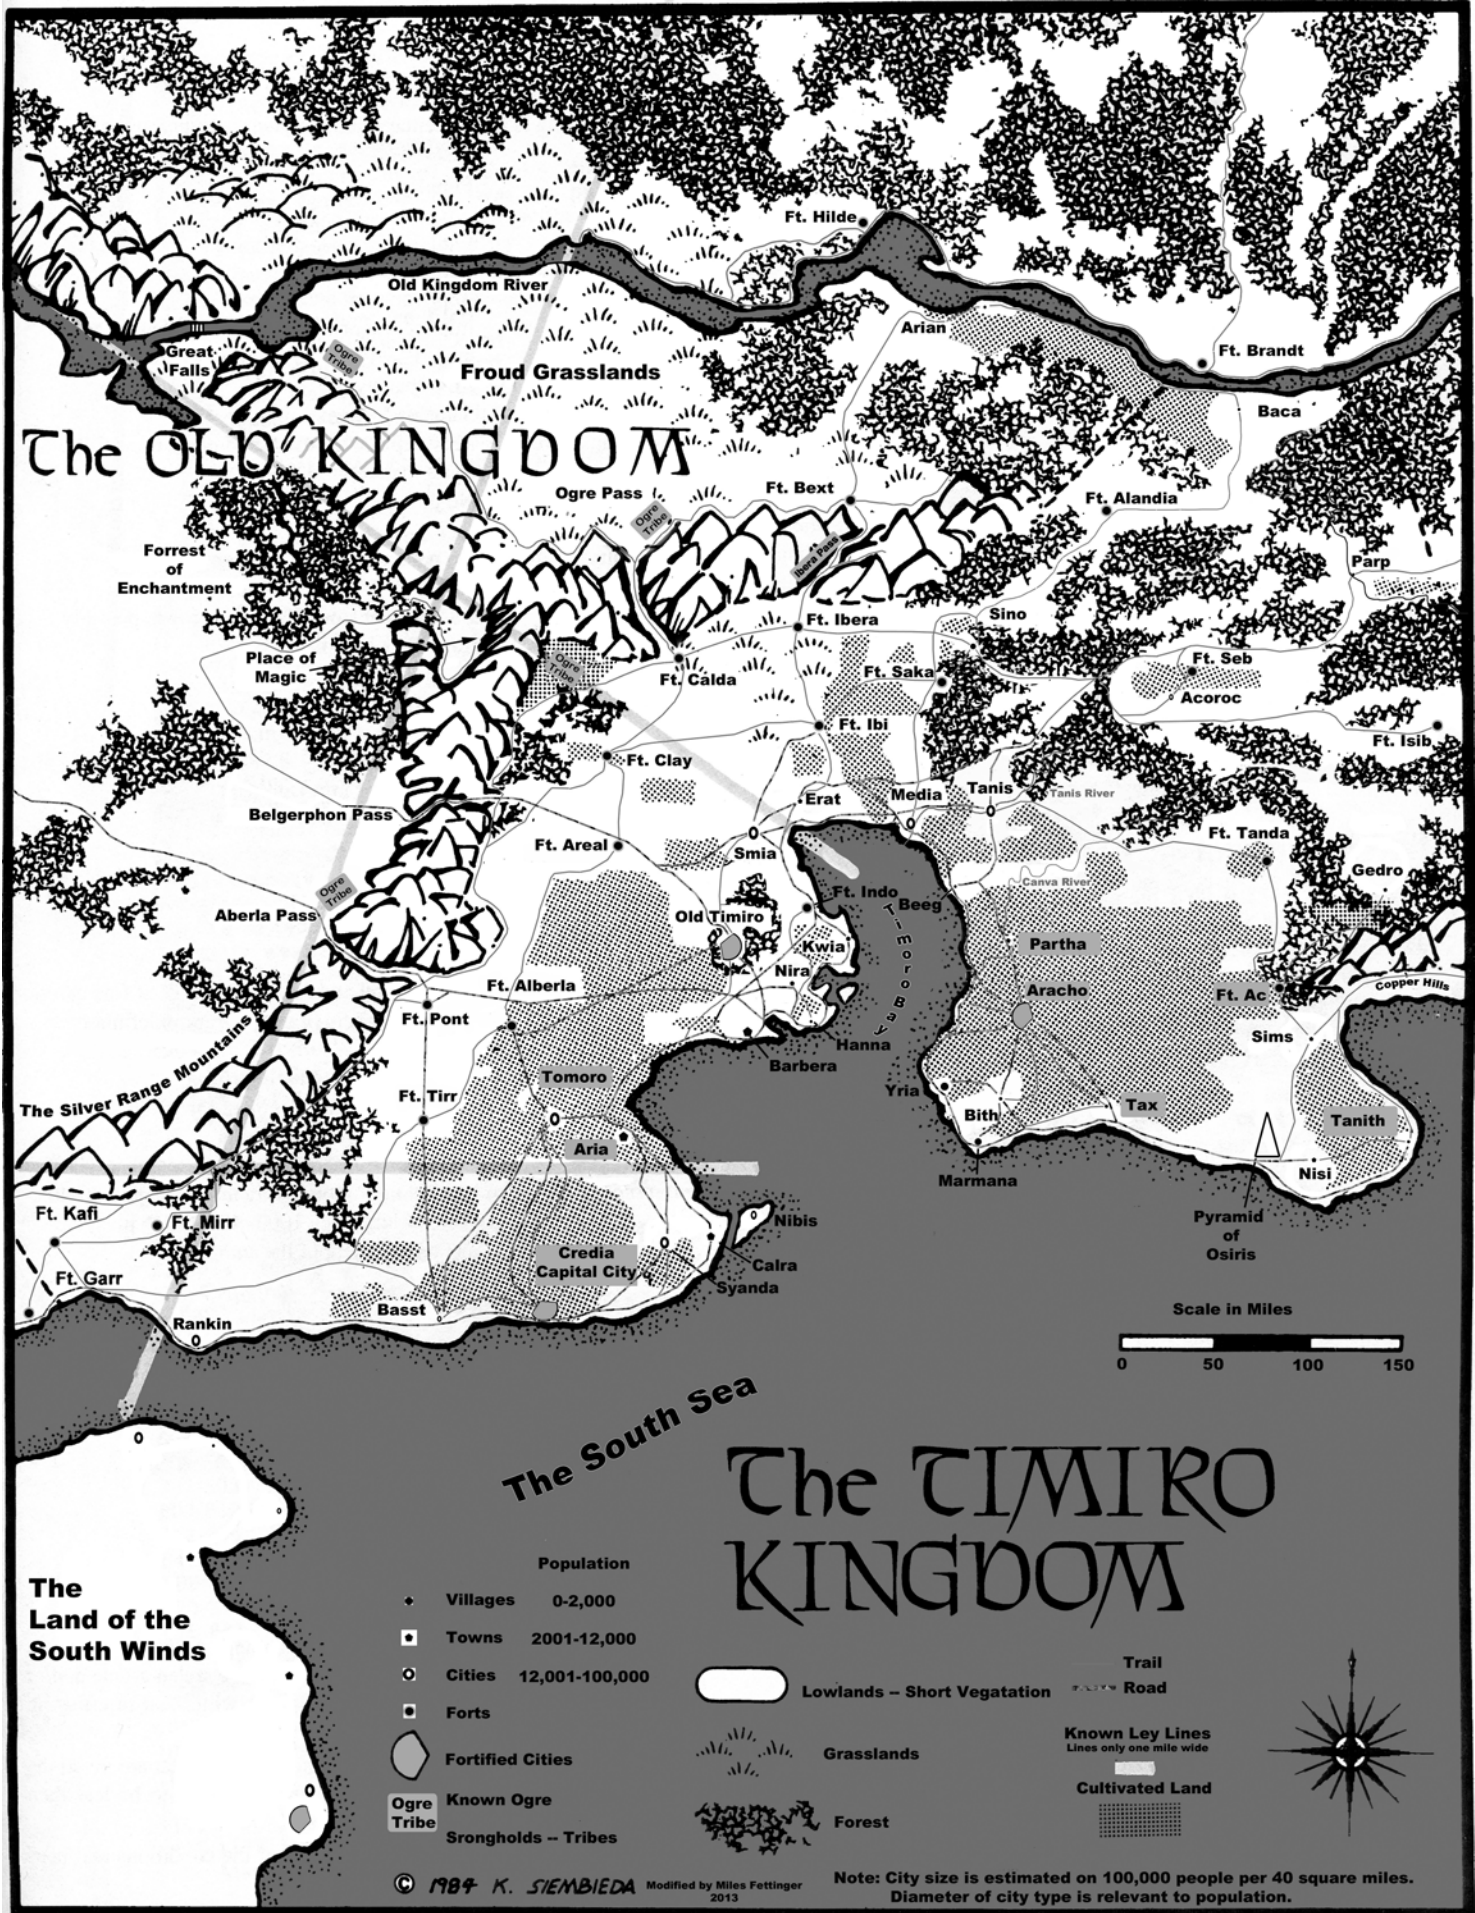 Ft. Hilde
Old Kingdom River
Arian
Great
Falls
Ogre
Tribe
Froud Grasslands
Ft. Brandt
Baca
The OLD KINGDOM
Ogre Pass
Ogre
Tribe
Ft. Bext
Ft. Alandia
Ibera Pass
Forrest
of
Enchantment
Parp
Ft. Ibera
Sino
Place of
Magic
Ogre
Tribe
Ft. Calda
Ft. Saka
Ft. Seb
Acoroc
Ft. Ibi
Ft. Isib
Ft. Clay
Erat
Media
Tanis
Tanis River
Belgerphon Pass
Ft. Areal
Smia
Ft. Tanda
Gedro
Ogre
Tribe
Ft. Indo
Beeg
Canva River
Aberla Pass
Old Timiro
Timoro Bay
Kwia
Partha
Nira
Ft. Alberla
Aracho
Ft. Ac
Copper Hills
Ft. Pont
Hanna
Sims
Barbera
The Silver Range Mountains
Tomoro
Yria
Ft. Tirr
Bith
Tax
Tanith
Aria
Marmana
Nisi
Ft. Kafi
Ft. Mirr
Nibis
Pyramid
of
Osiris
Credia
Capital City
Calra
Ft. Garr
Syanda
Basst
Rankin
Scale in Miles
0 50 100 150
The South Sea
The TIMIRO
KINGDOM
The
Land of the
South Winds
Population
Villages 0-2,000
Towns 2001-12,000
Cities 12,001-100,000
Forts
Fortified Cities
Ogre
Tribe
Known Ogre
Srongholds -- Tribes
Lowlands -- Short Vegatation
Grasslands
Forest
Trail
Road
Known Ley Lines
Lines only one mile wide
Cultivated Land
© 1984 K. SIEMBIEDA
Modified by Miles Fettinger
2013
Note: City size is estimated on 100,000 people per 40 square miles.
Diameter of city type is relevant to population.